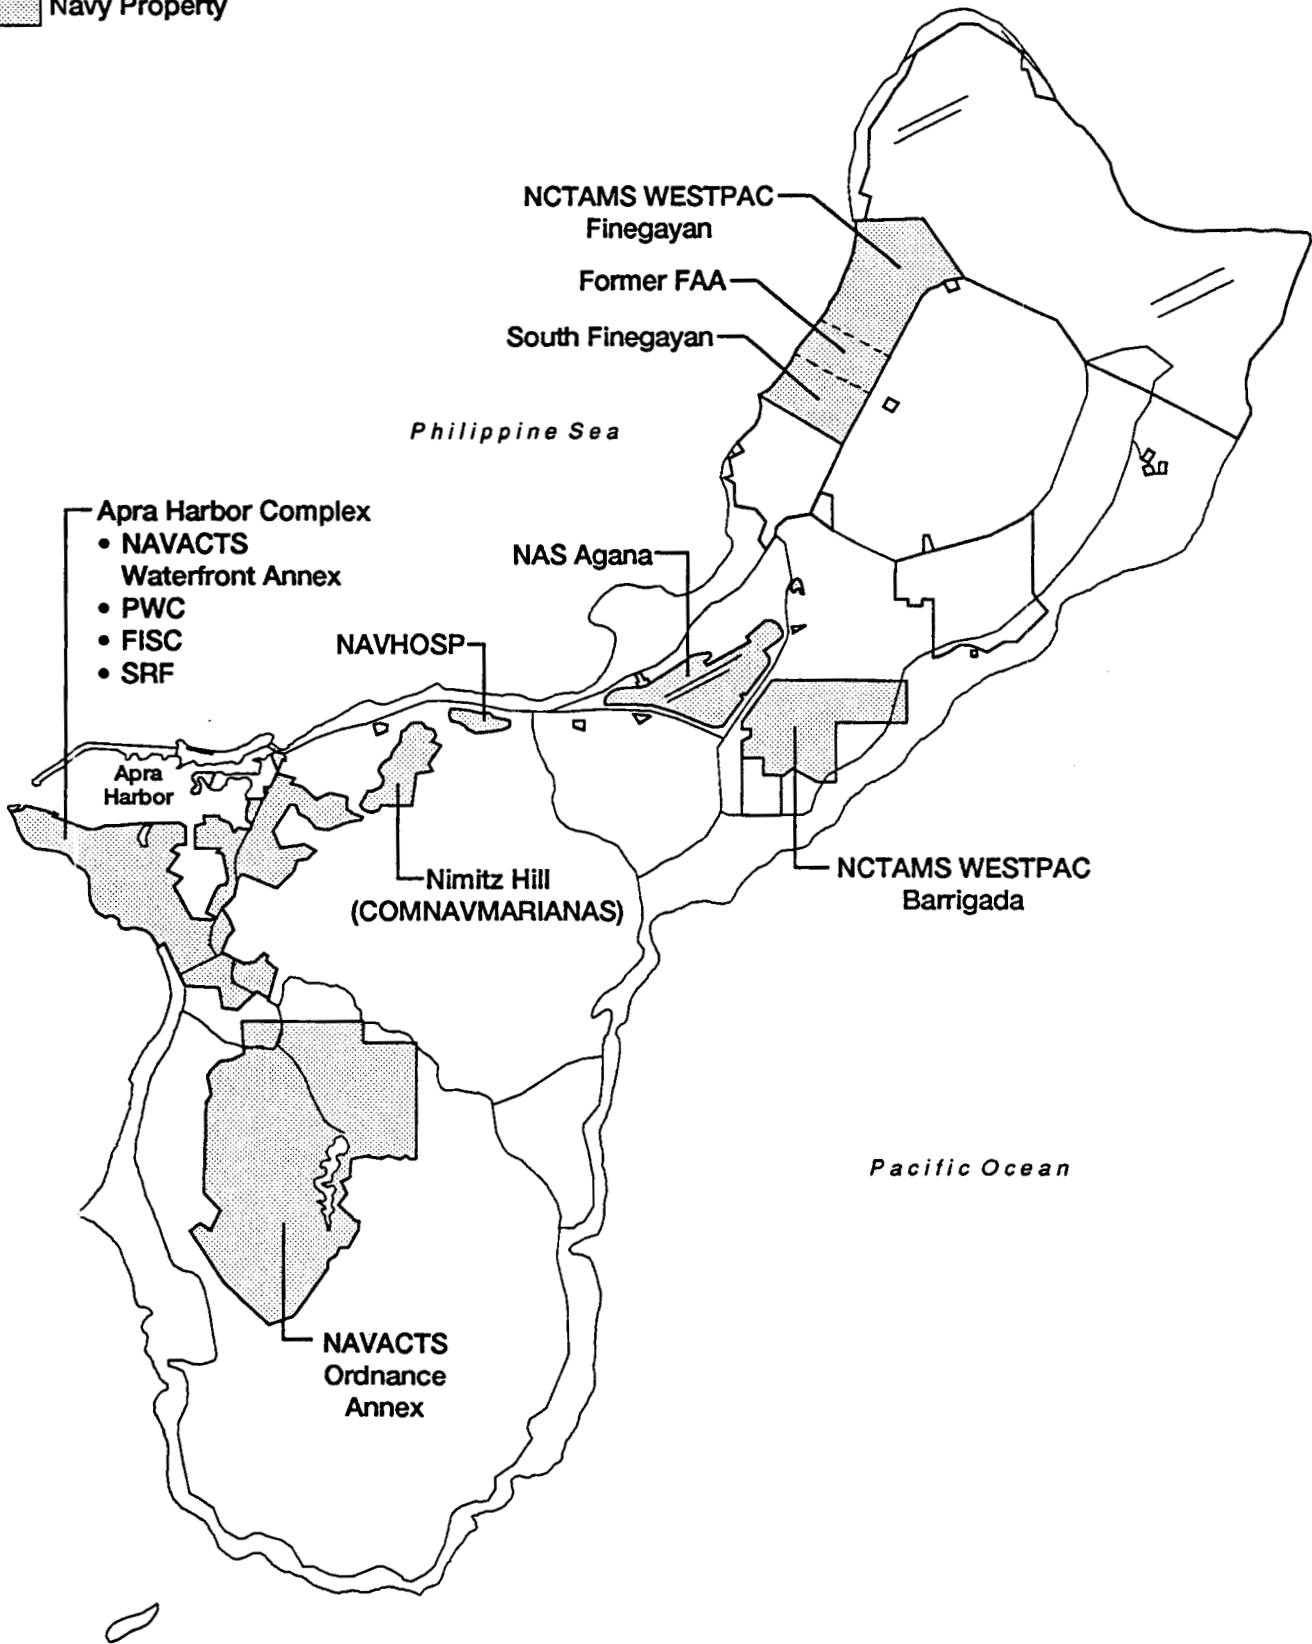 Navy Property
NCTAMS WESTPAC
Finegayan
Former FAA
South Finegayan
Philippine Sea
Apra Harbor Complex
• NAVACTS
Waterfront Annex
• PWC
• FISC
• SRF
NAS Agana
NAVHOSP
Apra
Harbor
Nimitz Hill
(COMNAVMARIANAS)
NCTAMS WESTPAC
Barrigada
Pacific Ocean
NAVACTS
Ordnance
Annex